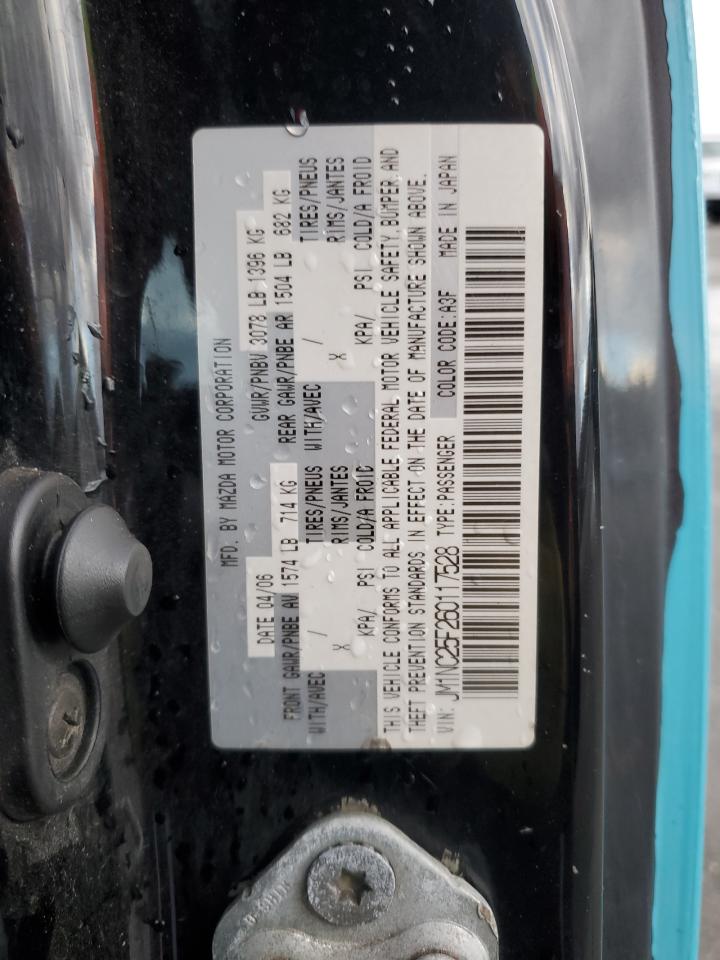 MFD. BY MAZDA MOTOR CORPORATION
DATE 04/06 GVWR/PNBV 3078 LB 1396 KG
FRONT GAWR/PNBE AV 1574 LB 714 KG REAR GAWR/PNBE AR 1504 LB 682 KG
WITH/AVEC / TIRES/PNEUS WITH/AVEC / TIRES/PNEUS
X RIMS/JANTES X RIMS/JANTES
KPA/ PSI COLD/A FROID KPA/ PSI COLD/A FROID
THIS VEHICLE CONFORMS TO ALL APPLICABLE FEDERAL MOTOR VEHICLE SAFETY, BUMPER, AND
THEFT PREVENTION STANDARDS IN EFFECT ON THE DATE OF MANUFACTURE SHOWN ABOVE.
VIN: JM1NC25F260117528 TYPE:PASSENGER COLOR CODE:A3F MADE IN JAPAN